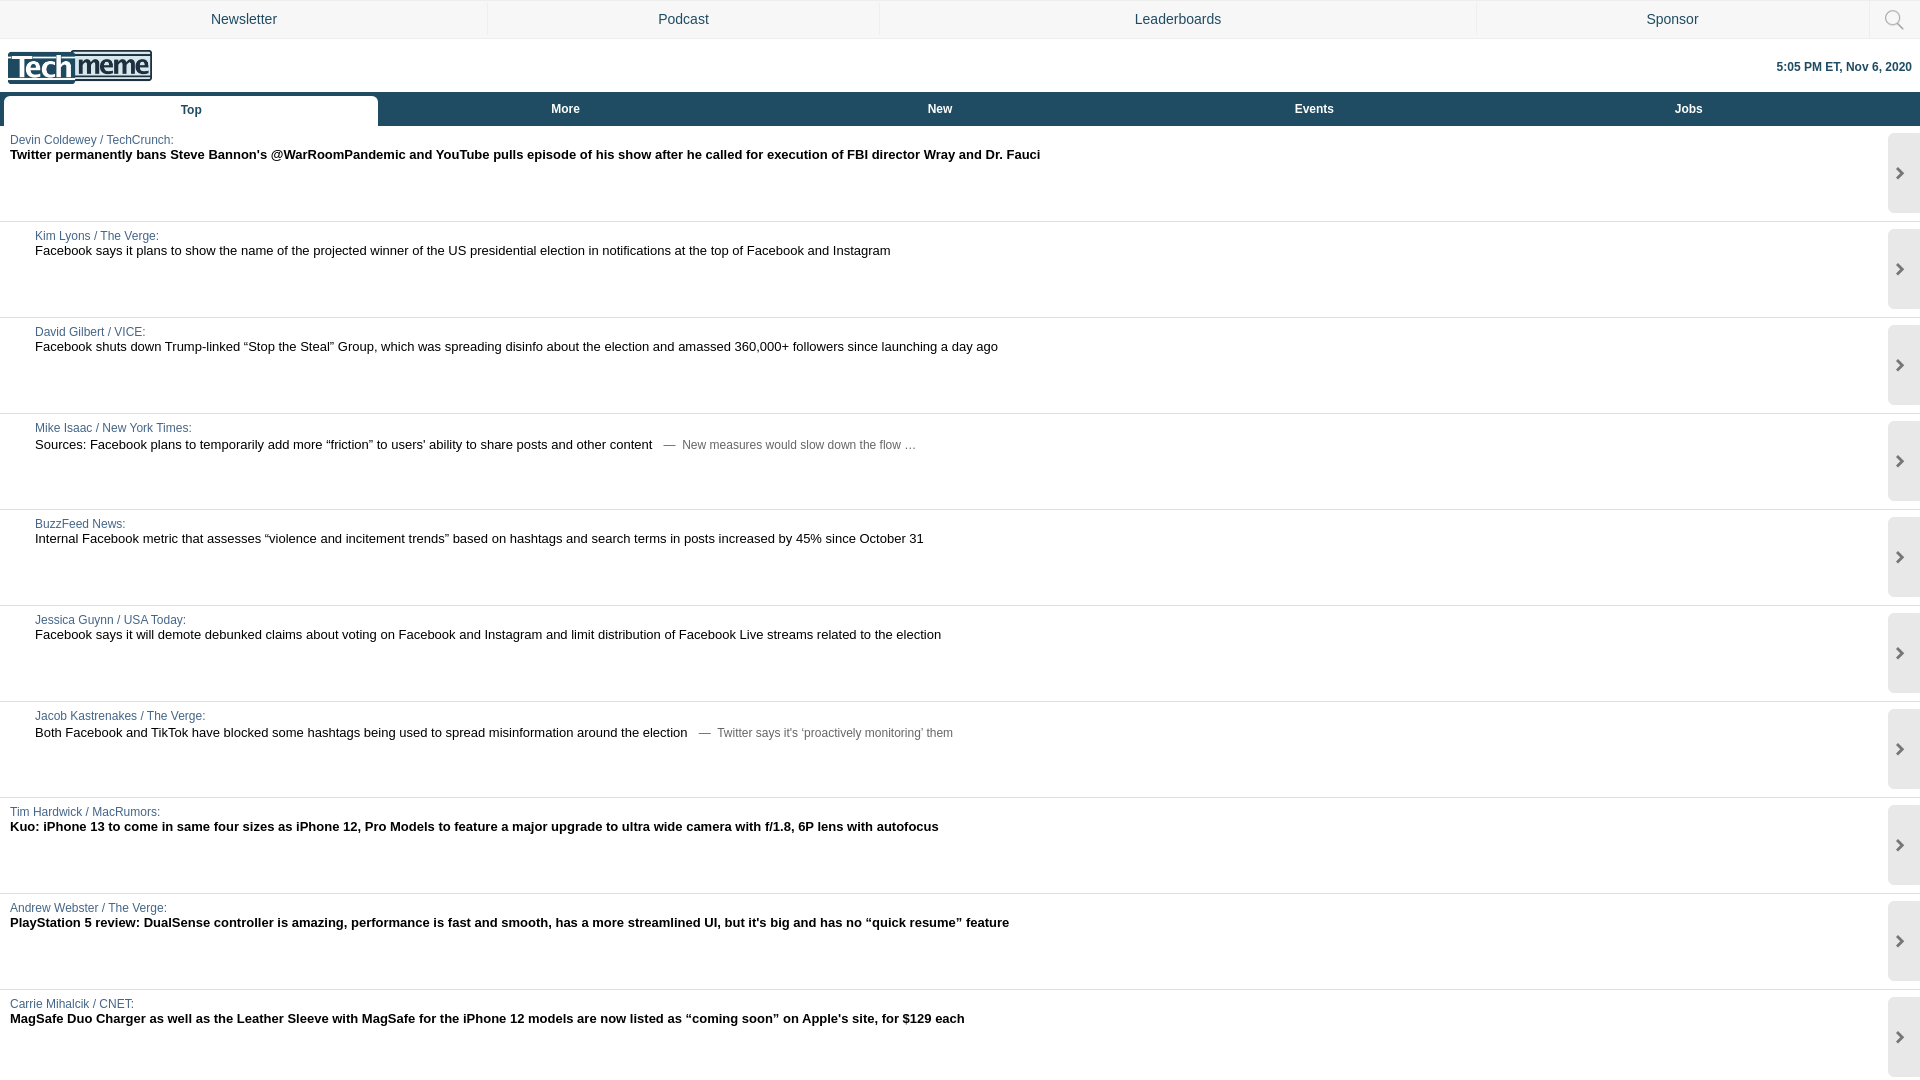 Newsletter
Podcast
Leaderboards
Sponsor
Techmeme
5:05 PM ET, Nov 6, 2020
Top
More
New
Events
Jobs
Devin Coldewey / TechCrunch:
Twitter permanently bans Steve Bannon's @WarRoomPandemic and YouTube pulls episode of his show after he called for execution of FBI director Wray and Dr. Fauci
Kim Lyons / The Verge:
Facebook says it plans to show the name of the projected winner of the US presidential election in notifications at the top of Facebook and Instagram
David Gilbert / VICE:
Facebook shuts down Trump-linked “Stop the Steal” Group, which was spreading disinfo about the election and amassed 360,000+ followers since launching a day ago
Mike Isaac / New York Times:
Sources: Facebook plans to temporarily add more “friction” to users' ability to share posts and other content — New measures would slow down the flow …
BuzzFeed News:
Internal Facebook metric that assesses “violence and incitement trends” based on hashtags and search terms in posts increased by 45% since October 31
Jessica Guynn / USA Today:
Facebook says it will demote debunked claims about voting on Facebook and Instagram and limit distribution of Facebook Live streams related to the election
Jacob Kastrenakes / The Verge:
Both Facebook and TikTok have blocked some hashtags being used to spread misinformation around the election — Twitter says it's ‘proactively monitoring’ them
Tim Hardwick / MacRumors:
Kuo: iPhone 13 to come in same four sizes as iPhone 12, Pro Models to feature a major upgrade to ultra wide camera with f/1.8, 6P lens with autofocus
Andrew Webster / The Verge:
PlayStation 5 review: DualSense controller is amazing, performance is fast and smooth, has a more streamlined UI, but it's big and has no “quick resume” feature
Carrie Mihalcik / CNET:
MagSafe Duo Charger as well as the Leather Sleeve with MagSafe for the iPhone 12 models are now listed as “coming soon” on Apple's site, for $129 each